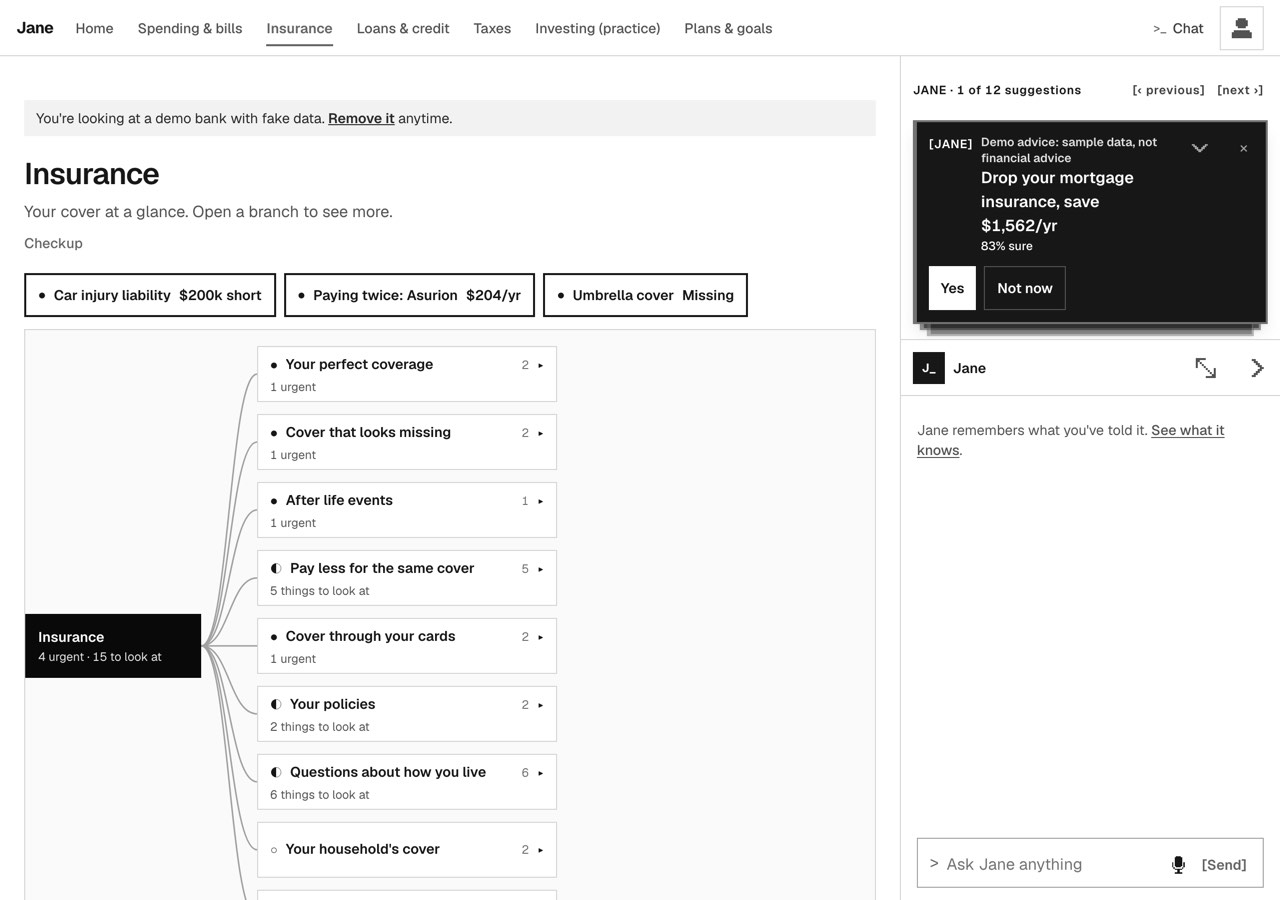 Jane Home Spending & bills Insurance Loans & credit Taxes Investing (practice) Plans & goals >_ Chat
You're looking at a demo bank with fake data. Remove it anytime.
Insurance
Your cover at a glance. Open a branch to see more.
Checkup
Car injury liability $200k short
Paying twice: Asurion $204/yr
Umbrella cover Missing
Insurance
4 urgent · 15 to look at
Your perfect coverage 2
1 urgent
Cover that looks missing 2
1 urgent
After life events 1
1 urgent
Pay less for the same cover 5
5 things to look at
Cover through your cards 2
1 urgent
Your policies 2
2 things to look at
Questions about how you live 6
6 things to look at
Your household's cover 2
JANE · 1 of 12 suggestions [‹ previous] [next ›]
[JANE] Demo advice: sample data, not
financial advice
Drop your mortgage
insurance, save
$1,562/yr
83% sure
Yes Not now
J_ Jane
Jane remembers what you've told it. See what it
knows.
> Ask Jane anything [Send]